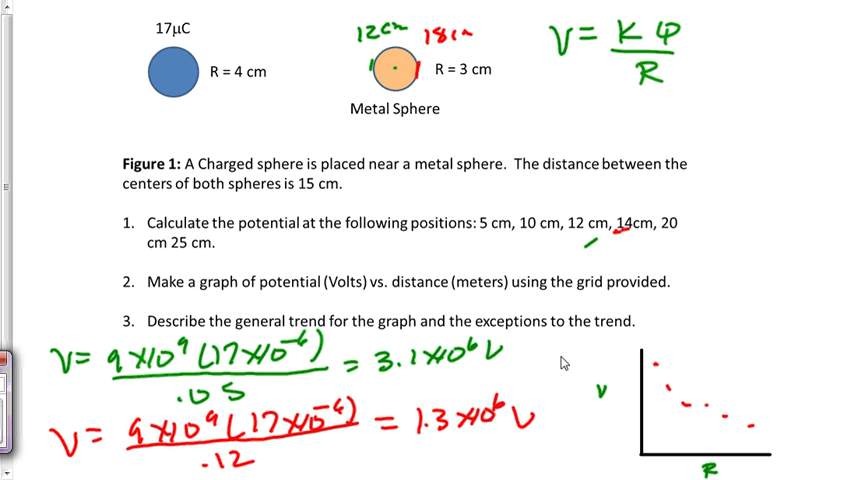 17μC
12cm 18cm
V = K φ / R
R = 4 cm
R = 3 cm
Metal Sphere
Figure 1: A Charged sphere is placed near a metal sphere. The distance between the
centers of both spheres is 15 cm.
1. Calculate the potential at the following positions: 5 cm, 10 cm, 12 cm, 14cm, 20
cm 25 cm.
2. Make a graph of potential (Volts) vs. distance (meters) using the grid provided.
3. Describe the general trend for the graph and the exceptions to the trend.
V = 9×10⁹ (17×10⁻⁶) / .05 = 3.1×10⁶ V
V = 9×10⁹ (17×10⁻⁶) / .12 = 1.3×10⁶ V
V
R